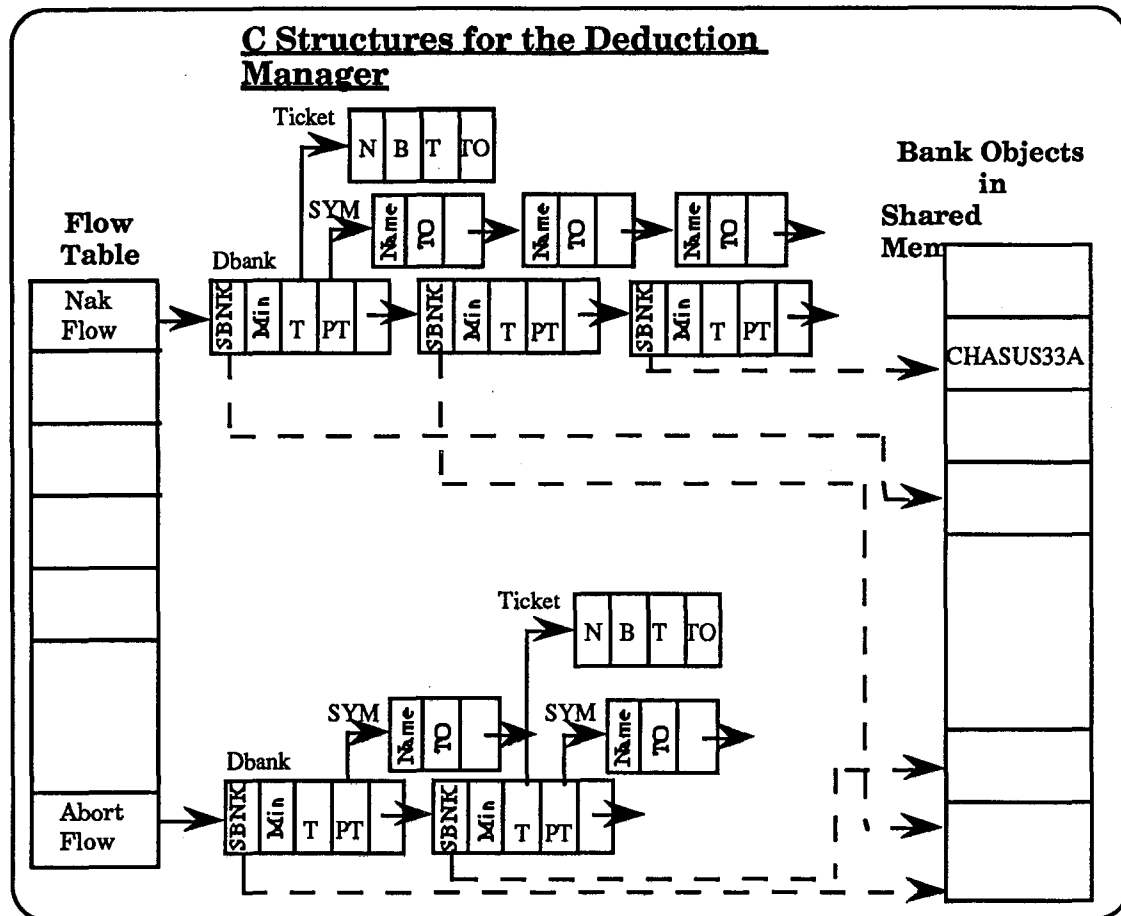 C Structures for the Deduction
Manager
Ticket
N B T TO
Bank Objects
in
Shared
Mem
SYM
Name TO
Name TO
Name TO
Flow
Table
Dbank
Nak
Flow
SBNK Min T PT
SBNK Min T PT
SBNK Min T PT
CHASUS33A
Ticket
N B T TO
SYM
Name TO
SYM
Name TO
Dbank
Abort
Flow
SBNK Min T PT
SBNK Min T PT